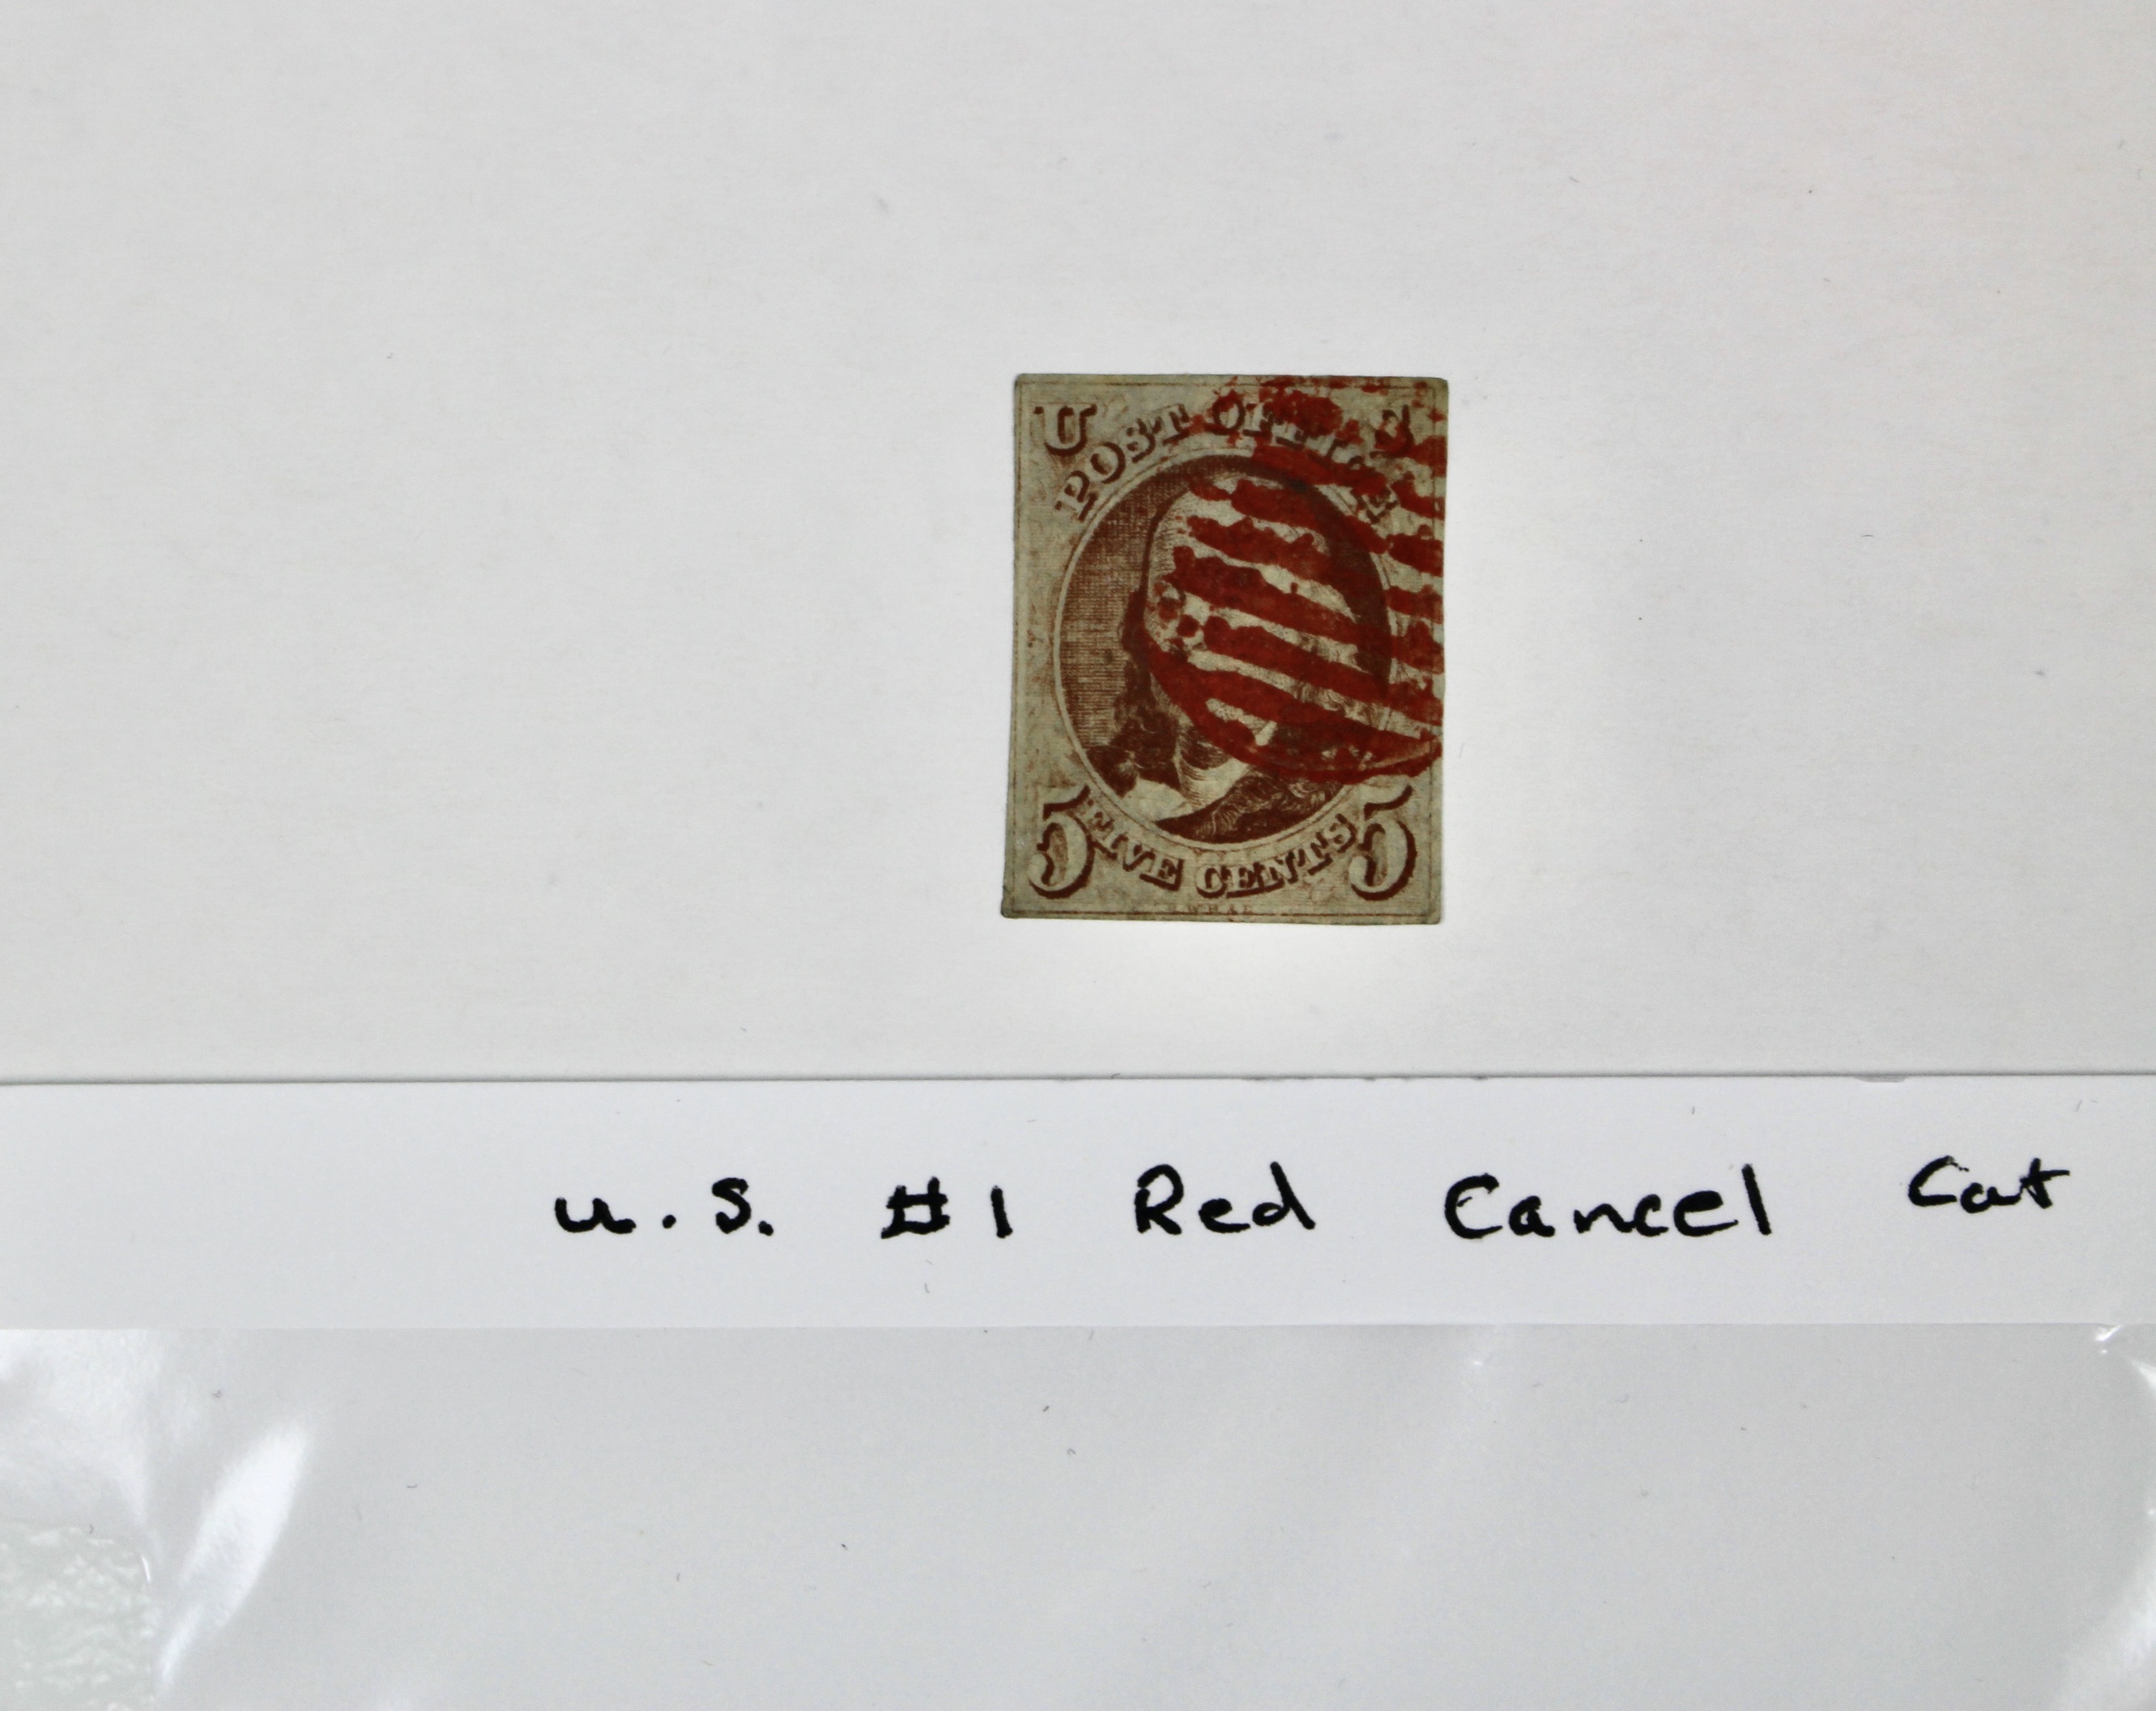 U S
POST OFFICE
5 FIVE CENTS 5
u.s. #1 Red Cancel Cat